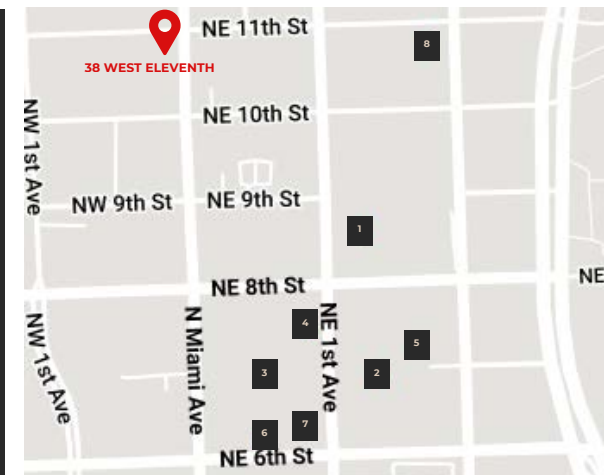 NE 11th St
8
38 WEST ELEVENTH
NW 1st Ave
NE 10th St
NW 9th St
NE 9th St
1
NE
NE 8th St
4
NE 1st Ave
N Miami Ave
NW 1st Ave
5
3
2
7
6
NE 6th St